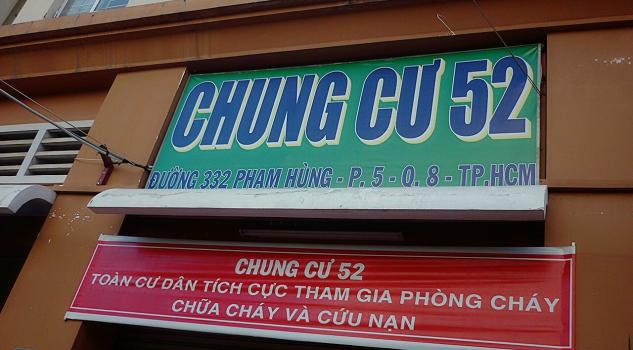 CHUNG CƯ 52
ĐƯỜNG 332 PHẠM HÙNG - P. 5 - Q. 8 - TP.HCM
CHUNG CƯ 52
TOÀN CƯ DÂN TÍCH CỰC THAM GIA PHÒNG CHÁY
CHỮA CHÁY VÀ CỨU NẠN